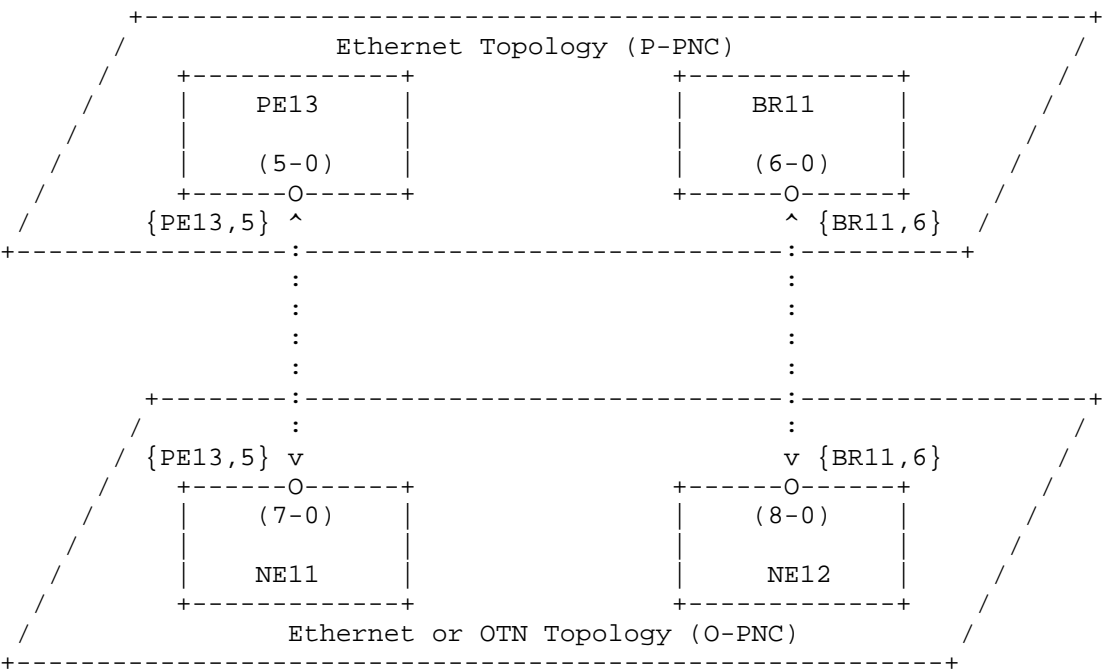 Ethernet Topology (P-PNC)
PE13 BR11
(5-0) (6-0)
{PE13,5} {BR11,6}
{PE13,5} {BR11,6}
(7-0) (8-0)
NE11 NE12
Ethernet or OTN Topology (O-PNC)